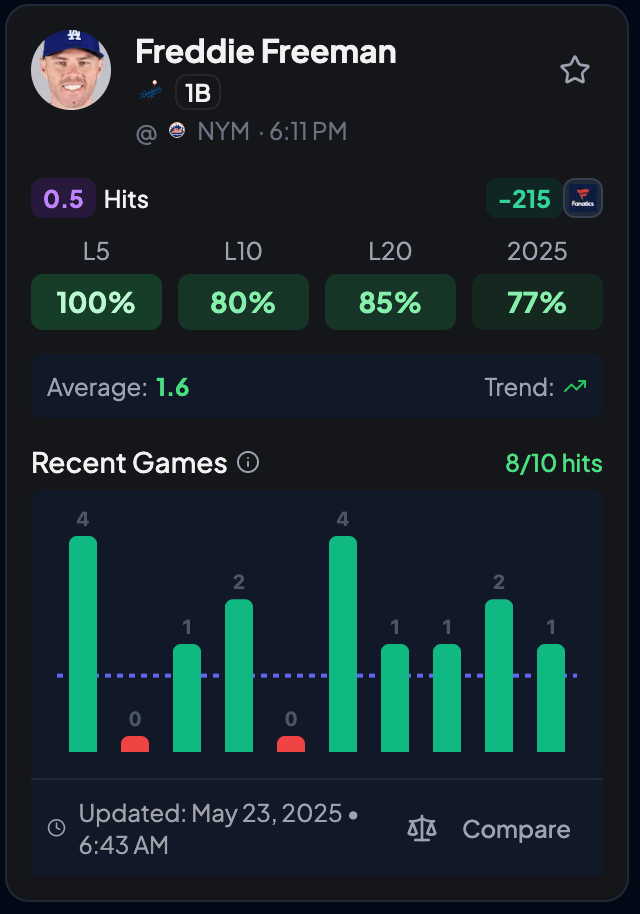 Freddie Freeman
1B
@ NYM · 6:11 PM
0.5 Hits -215 Fanatics
L5 L10 L20 2025
100% 80% 85% 77%
Average: 1.6 Trend:
Recent Games 8/10 hits
4 0 1 2 0 4 1 1 2 1
Updated: May 23, 2025 •
6:43 AM
Compare